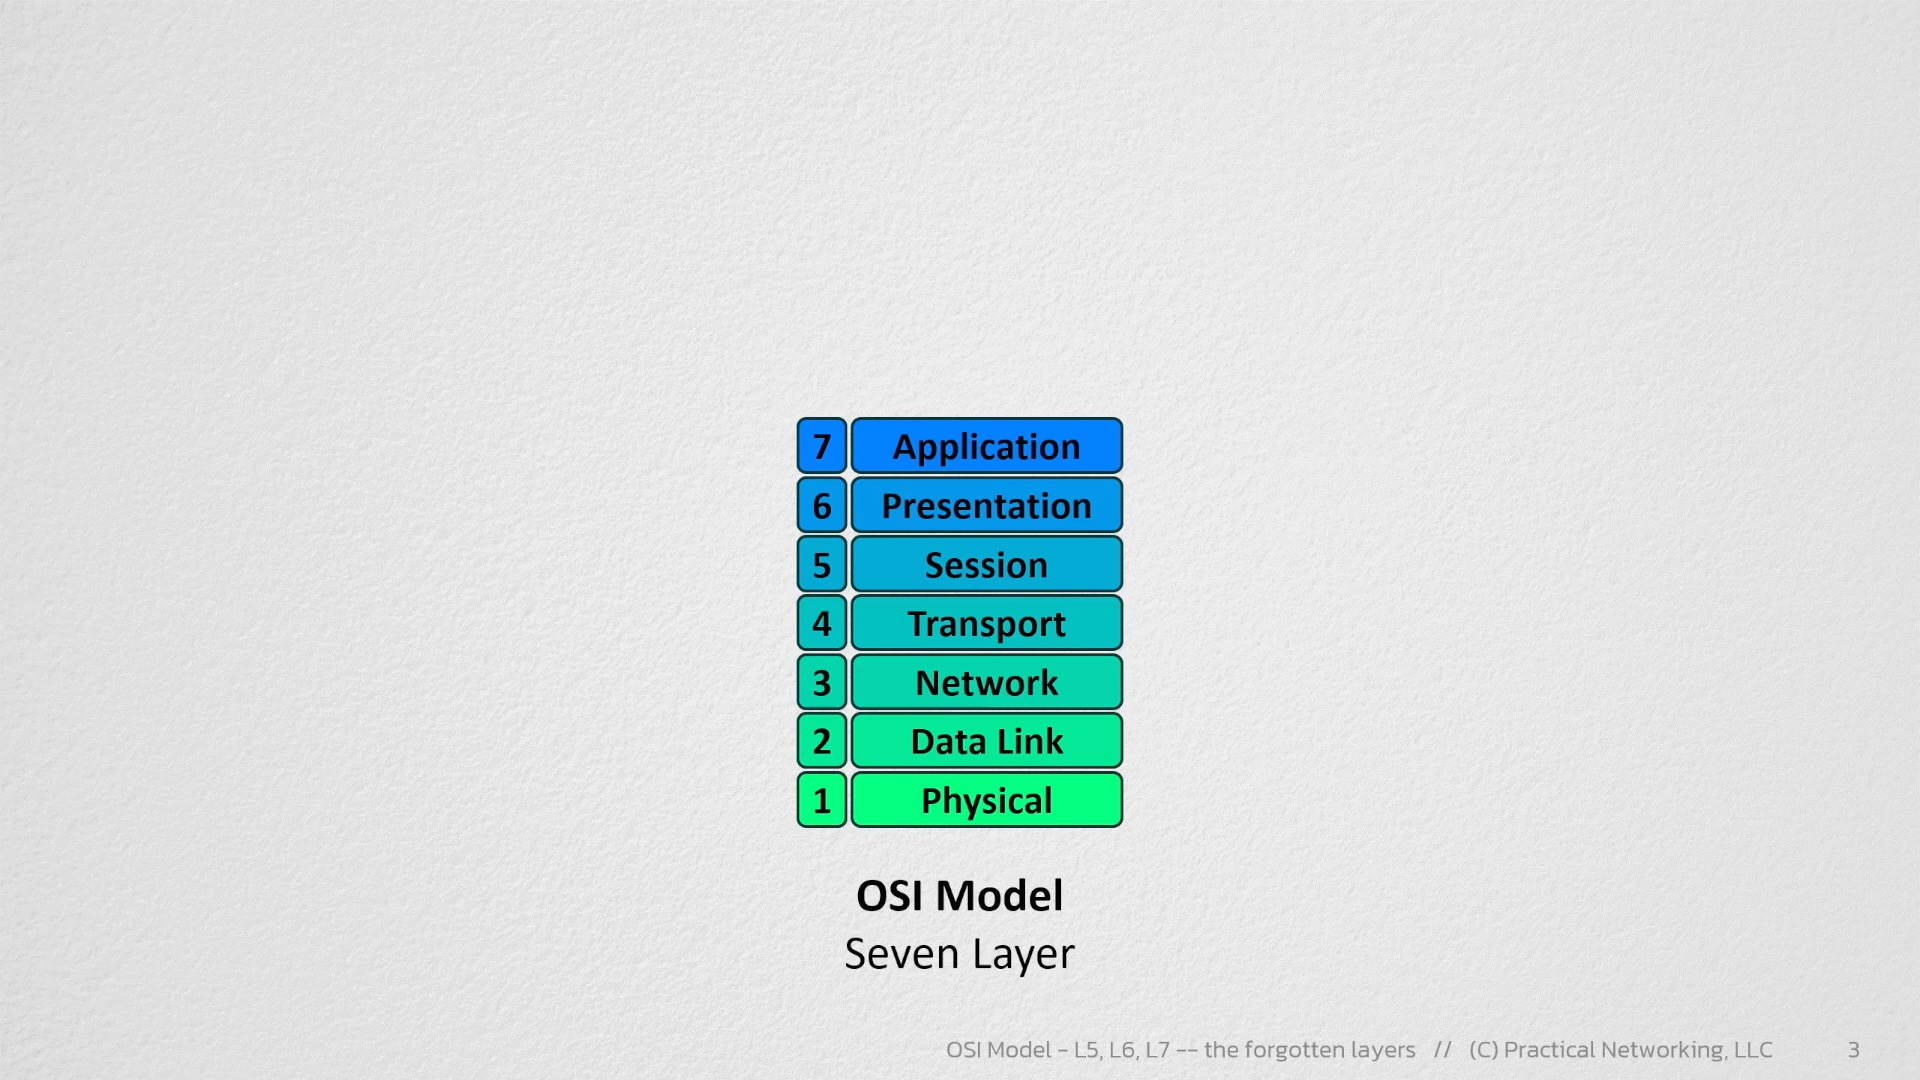 7 Application
6 Presentation
5 Session
4 Transport
3 Network
2 Data Link
1 Physical
OSI Model
Seven Layer
OSI Model - L5, L6, L7 -- the forgotten layers // (C) Practical Networking, LLC 3